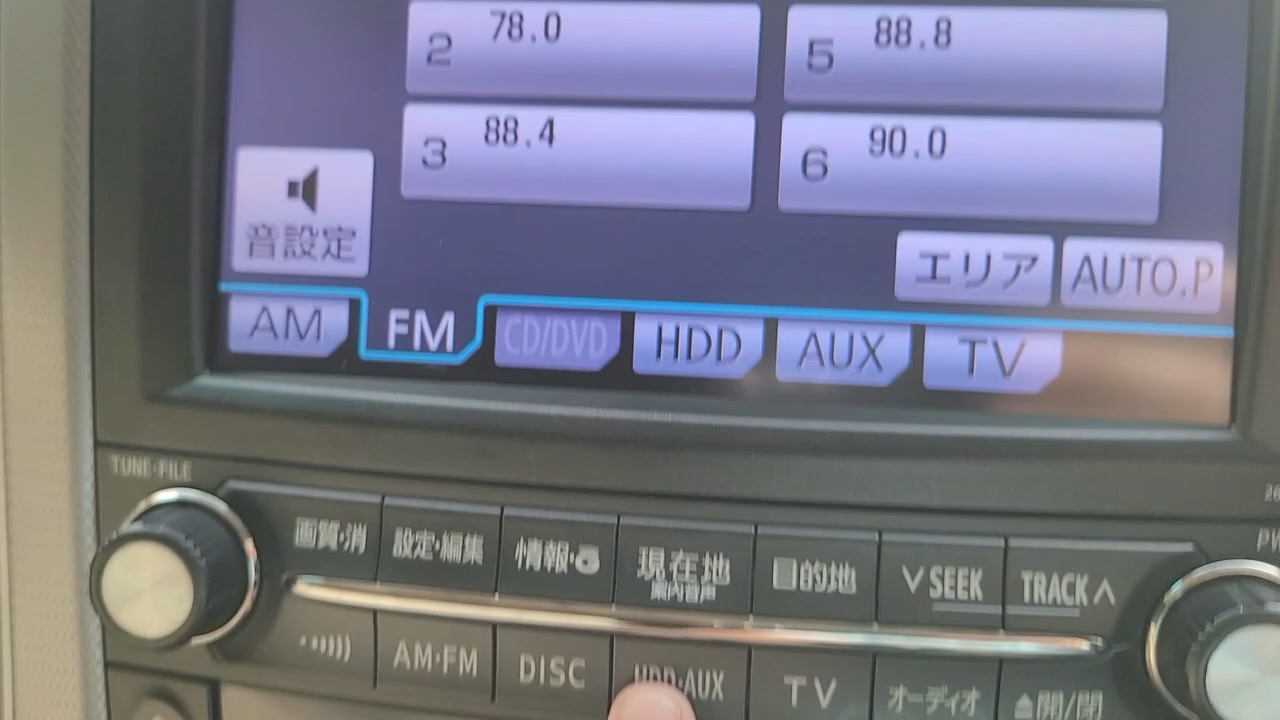 2 78.0
5 88.8
3 88.4
6 90.0
音設定
エリア
AUTO.P
AM
FM
CD/DVD
HDD
AUX
TV
TUNE・FILE
画質・消
設定・編集
情報・
現在地
案内音声
目的地
∨ SEEK
TRACK ∧
AM・FM
DISC
HDD・AUX
TV
オーディオ
▲開/閉